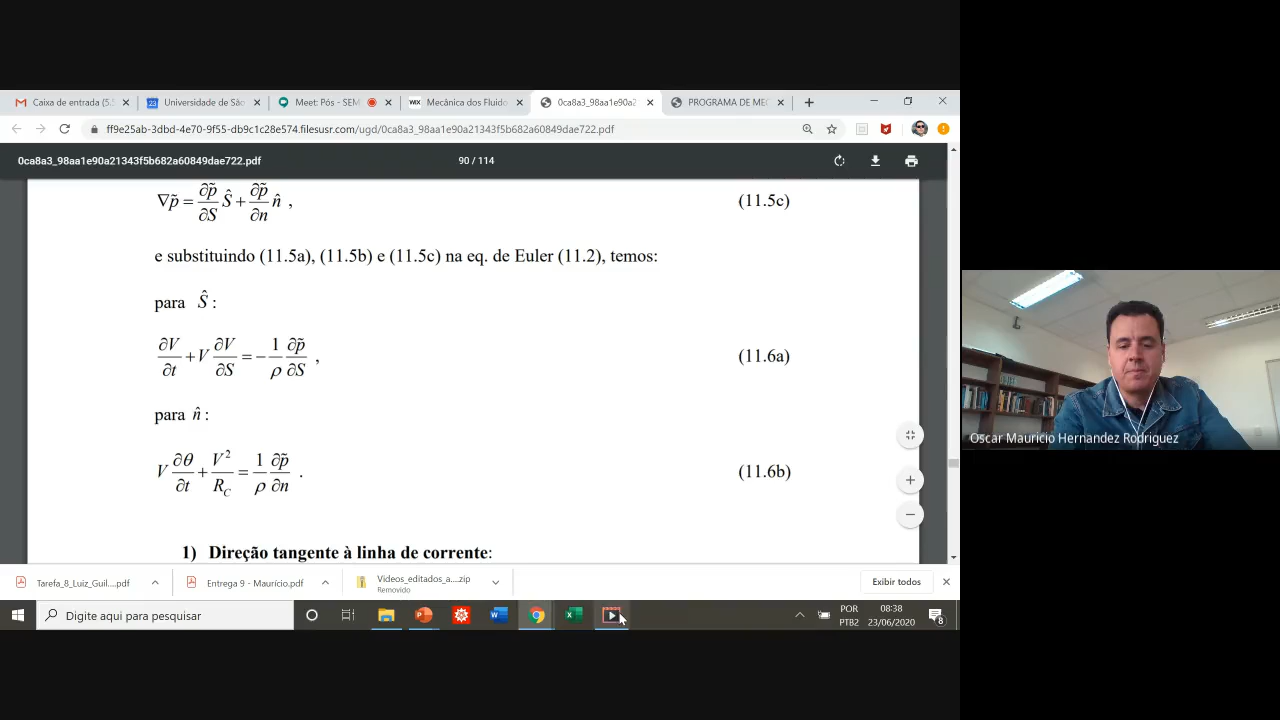 Caixa de entrada (5.5
Universidade de São
Meet: Pós - SEM
Mecânica dos Fluido
0ca8a3_98aa1e90a2
PROGRAMA DE MEC
ff9e25ab-3dbd-4e70-9ff5-db9c1c28e574.filesusr.com/ugd/0ca8a3_98aa1e90a21343f5b682a60849dae722.pdf
0ca8a3_98aa1e90a21343f5b682a60849dae722.pdf
90 / 114
∇p̃ = ∂p̃/∂S Ŝ + ∂p̃/∂n n̂ , (11.5c)
e substituindo (11.5a), (11.5b) e (11.5c) na eq. de Euler (11.2), temos:
para Ŝ :
∂V/∂t + V ∂V/∂S = − 1/ρ ∂p̃/∂S , (11.6a)
para n̂ :
V ∂θ/∂t + V²/R_C = 1/ρ ∂p̃/∂n . (11.6b)
1) Direção tangente à linha de corrente:
Oscar Mauricio Hernandez Rodriguez
Tarefa_8_Luiz_Guil....pdf
Entrega 9 - Maurício.pdf
Videos_editados_a....zip
Removido
Exibir todos
Digite aqui para pesquisar
POR
PTB2
08:38
23/06/2020
8